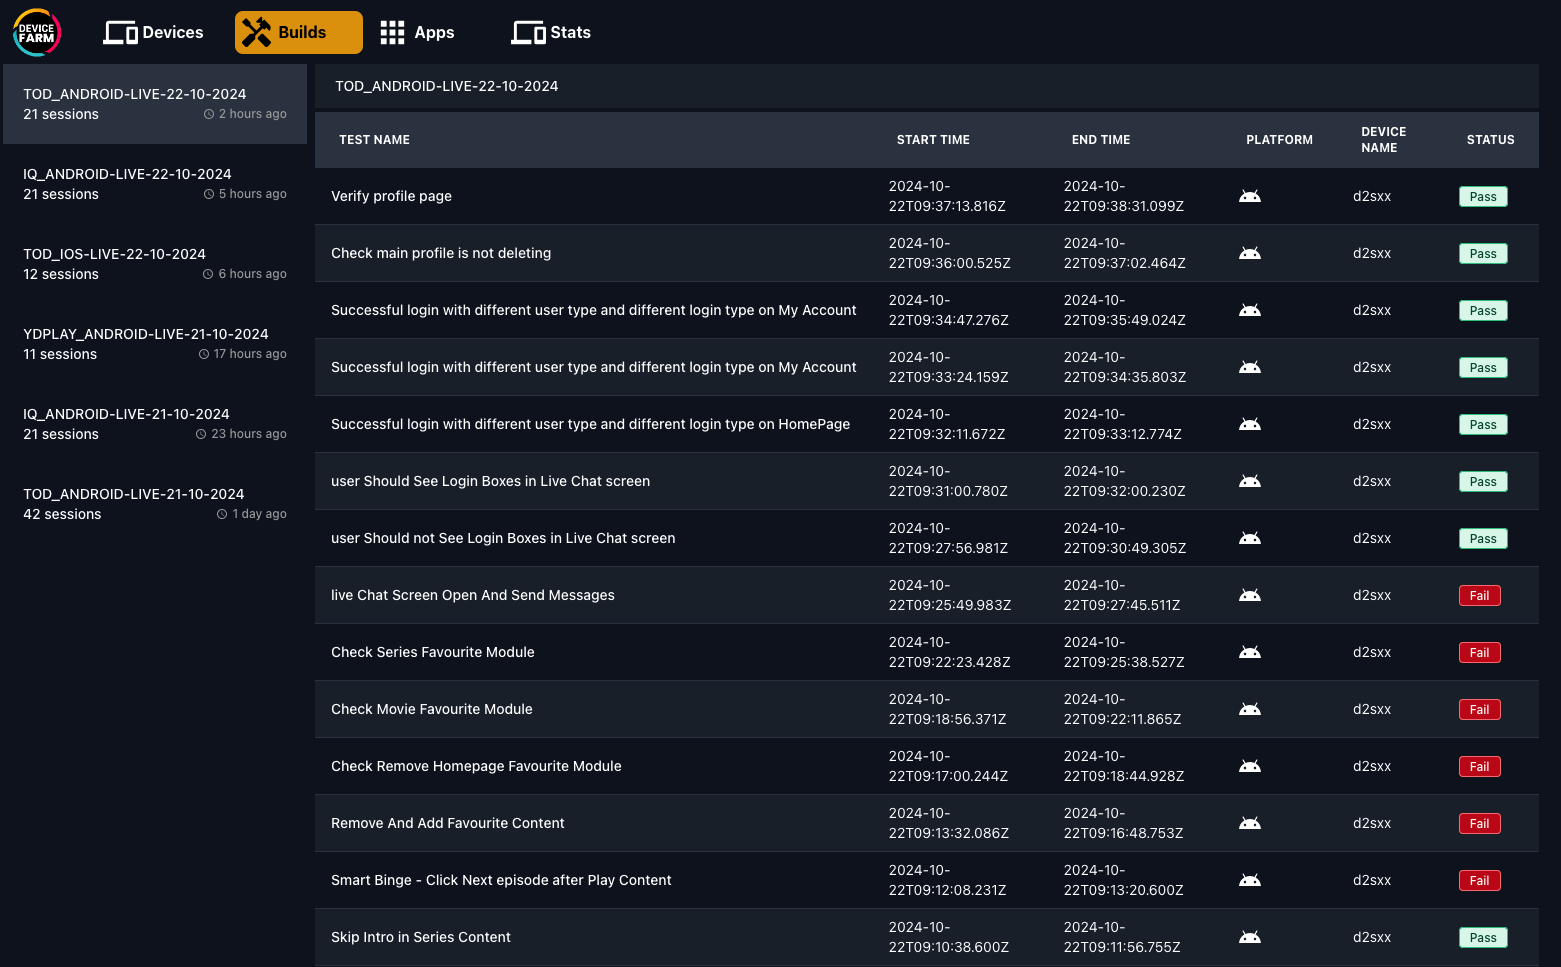 DEVICE
FARM
Devices
Builds
Apps
Stats
TOD_ANDROID-LIVE-22-10-2024
21 sessions
2 hours ago
IQ_ANDROID-LIVE-22-10-2024
21 sessions
5 hours ago
TOD_IOS-LIVE-22-10-2024
12 sessions
6 hours ago
YDPLAY_ANDROID-LIVE-21-10-2024
11 sessions
17 hours ago
IQ_ANDROID-LIVE-21-10-2024
21 sessions
23 hours ago
TOD_ANDROID-LIVE-21-10-2024
42 sessions
1 day ago
TOD_ANDROID-LIVE-22-10-2024
TEST NAME
START TIME
END TIME
PLATFORM
DEVICE
NAME
STATUS
Verify profile page
2024-10-
22T09:37:13.816Z
2024-10-
22T09:38:31.099Z
d2sxx
Pass
Check main profile is not deleting
2024-10-
22T09:36:00.525Z
2024-10-
22T09:37:02.464Z
d2sxx
Pass
Successful login with different user type and different login type on My Account
2024-10-
22T09:34:47.276Z
2024-10-
22T09:35:49.024Z
d2sxx
Pass
Successful login with different user type and different login type on My Account
2024-10-
22T09:33:24.159Z
2024-10-
22T09:34:35.803Z
d2sxx
Pass
Successful login with different user type and different login type on HomePage
2024-10-
22T09:32:11.672Z
2024-10-
22T09:33:12.774Z
d2sxx
Pass
user Should See Login Boxes in Live Chat screen
2024-10-
22T09:31:00.780Z
2024-10-
22T09:32:00.230Z
d2sxx
Pass
user Should not See Login Boxes in Live Chat screen
2024-10-
22T09:27:56.981Z
2024-10-
22T09:30:49.305Z
d2sxx
Pass
live Chat Screen Open And Send Messages
2024-10-
22T09:25:49.983Z
2024-10-
22T09:27:45.511Z
d2sxx
Fail
Check Series Favourite Module
2024-10-
22T09:22:23.428Z
2024-10-
22T09:25:38.527Z
d2sxx
Fail
Check Movie Favourite Module
2024-10-
22T09:18:56.371Z
2024-10-
22T09:22:11.865Z
d2sxx
Fail
Check Remove Homepage Favourite Module
2024-10-
22T09:17:00.244Z
2024-10-
22T09:18:44.928Z
d2sxx
Fail
Remove And Add Favourite Content
2024-10-
22T09:13:32.086Z
2024-10-
22T09:16:48.753Z
d2sxx
Fail
Smart Binge - Click Next episode after Play Content
2024-10-
22T09:12:08.231Z
2024-10-
22T09:13:20.600Z
d2sxx
Fail
Skip Intro in Series Content
2024-10-
22T09:10:38.600Z
2024-10-
22T09:11:56.755Z
d2sxx
Pass